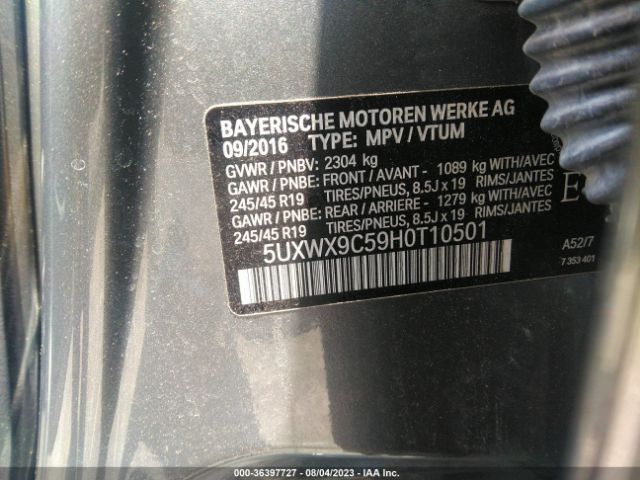 BAYERISCHE MOTOREN WERKE AG
09/2016 TYPE: MPV / VTUM
GVWR / PNBV: 2304 kg
GAWR / PNBE: FRONT / AVANT - 1089 kg WITH/AVEC
245/45 R19 TIRES/PNEUS, 8.5J x 19 RIMS/JANTES
GAWR / PNBE: REAR / ARRIERE - 1279 kg WITH/AVEC
245/45 R19 TIRES/PNEUS, 8.5J x 19 RIMS/JANTES
5UXWX9C59H0T10501
E
A52/7
7 353 401
000-36397727 - 08/04/2023 - IAA Inc.